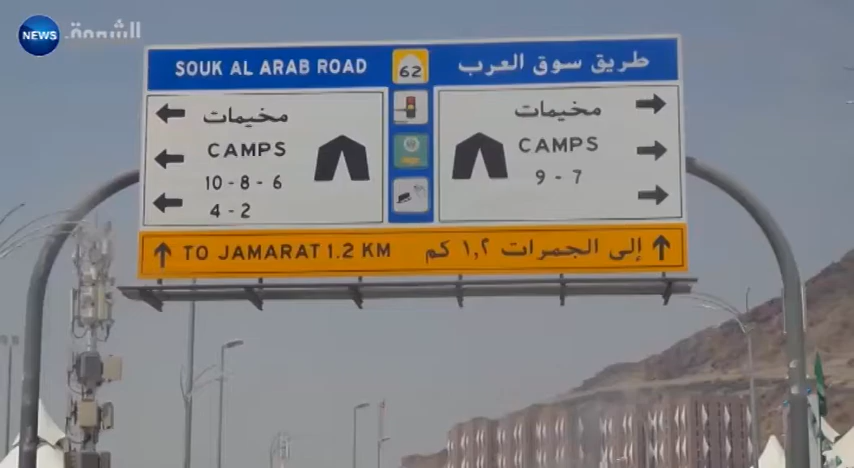 NEWS الشروق
SOUK AL ARAB ROAD
62
طريق سوق العرب
مخيمات
CAMPS
10 - 8 - 6
4 - 2
مخيمات
CAMPS
9 - 7
TO JAMARAT 1.2 KM
إلى الجمرات ١,٢ كم